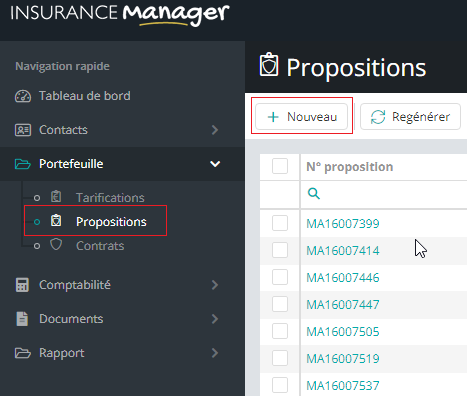 INSURANCE Manager
Navigation rapide
Tableau de bord
Contacts
Portefeuille
Tarifications
Propositions
Contrats
Comptabilité
Documents
Rapport
Propositions
+ Nouveau
Regénérer
N° proposition
MA16007399
MA16007414
MA16007446
MA16007447
MA16007505
MA16007519
MA16007537